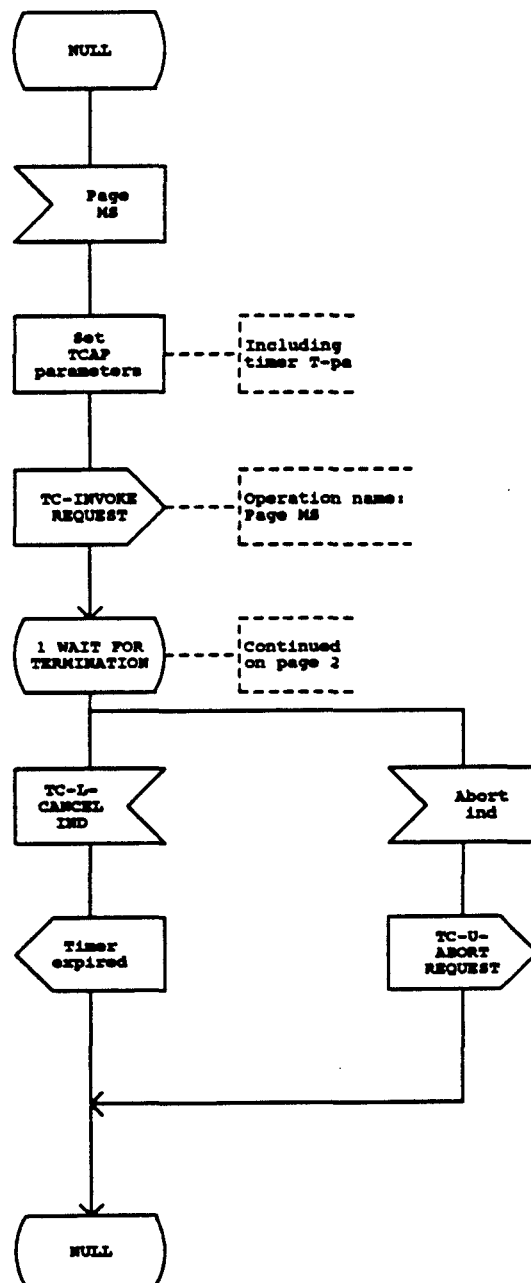 NULL
Page
MS
Set
TCAP
parameters
Including
timer T-pa
TC-INVOKE
REQUEST
Operation name:
Page MS
1 WAIT FOR
TERMINATION
Continued
on page 2
TC-L-
CANCEL
IND
Abort
ind
Timer
expired
TC-U-
ABORT
REQUEST
NULL